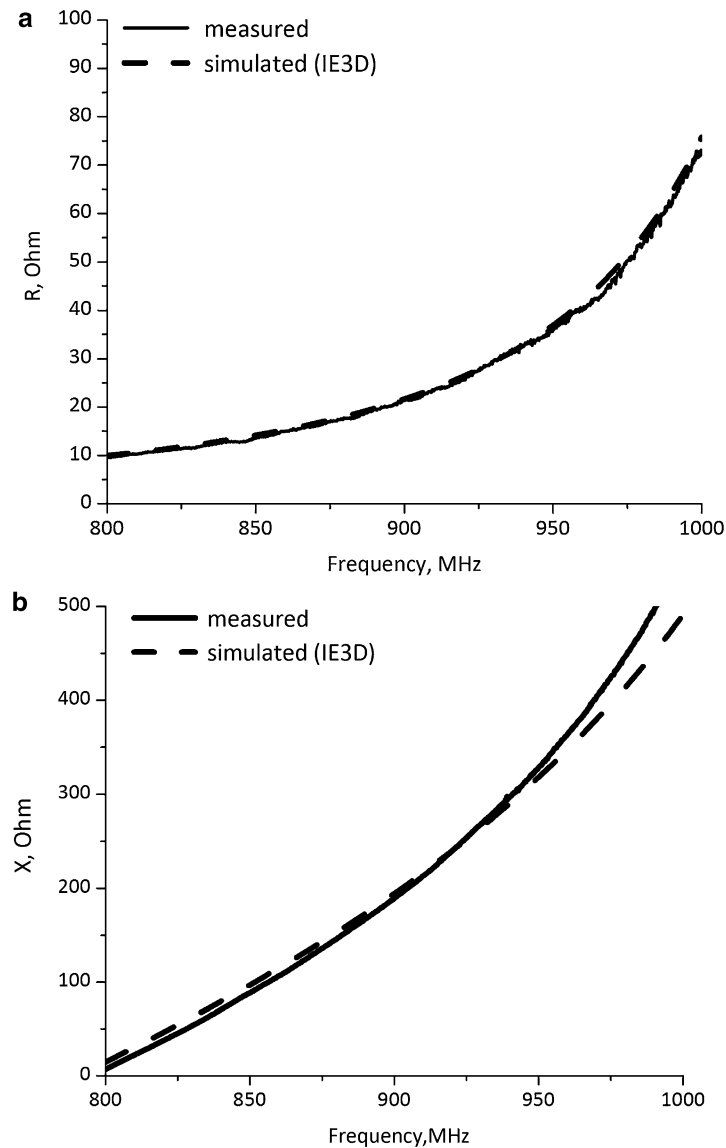 a
measured
simulated (IE3D)
100
90
80
70
60
50
40
30
20
10
0
R, Ohm
800
850
900
950
1000
Frequency, MHz
b
measured
simulated (IE3D)
500
400
300
200
100
0
X, Ohm
800
850
900
950
1000
Frequency,MHz